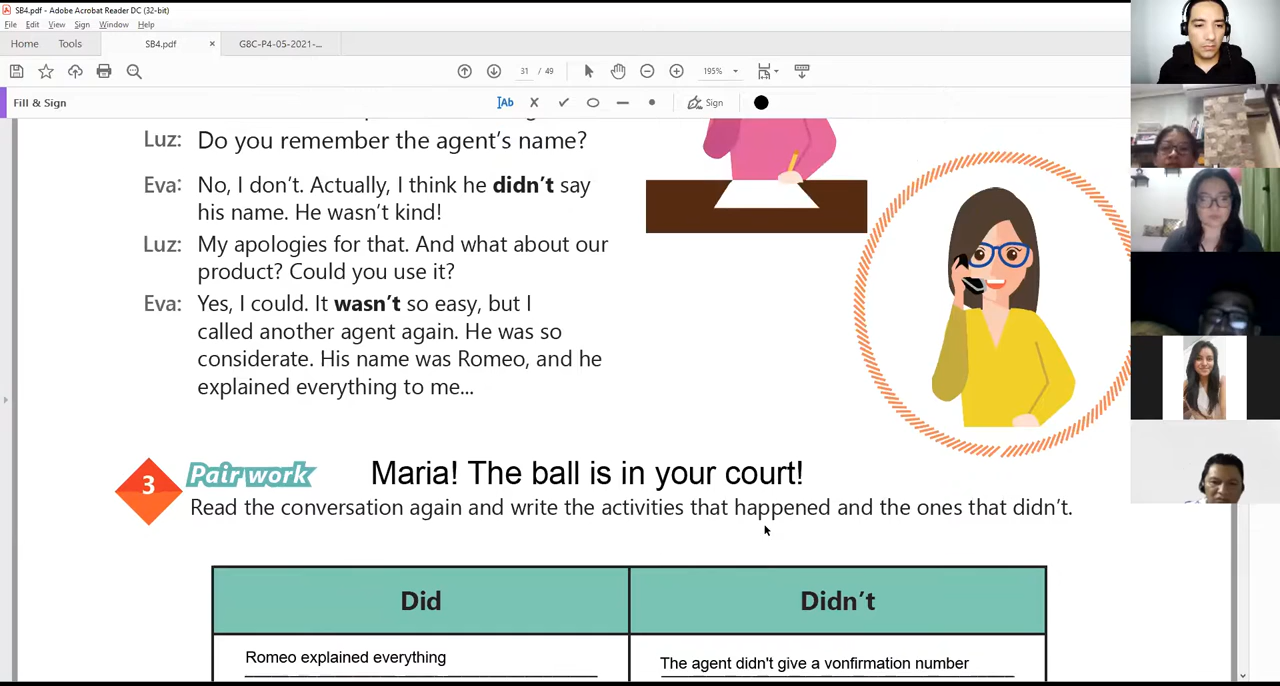 SB4.pdf - Adobe Acrobat Reader DC (32-bit)
File Edit View Sign Window Help
Home Tools SB4.pdf × G8C-P4-05-2021-...
31 / 49 195%
Fill & Sign Ab Sign
Luz: Do you remember the agent's name?
Eva: No, I don't. Actually, I think he didn't say
his name. He wasn't kind!
Luz: My apologies for that. And what about our
product? Could you use it?
Eva: Yes, I could. It wasn't so easy, but I
called another agent again. He was so
considerate. His name was Romeo, and he
explained everything to me...
3 Pair work Maria! The ball is in your court!
Read the conversation again and write the activities that happened and the ones that didn't.
Did Didn't
Romeo explained everything The agent didn't give a vonfirmation number